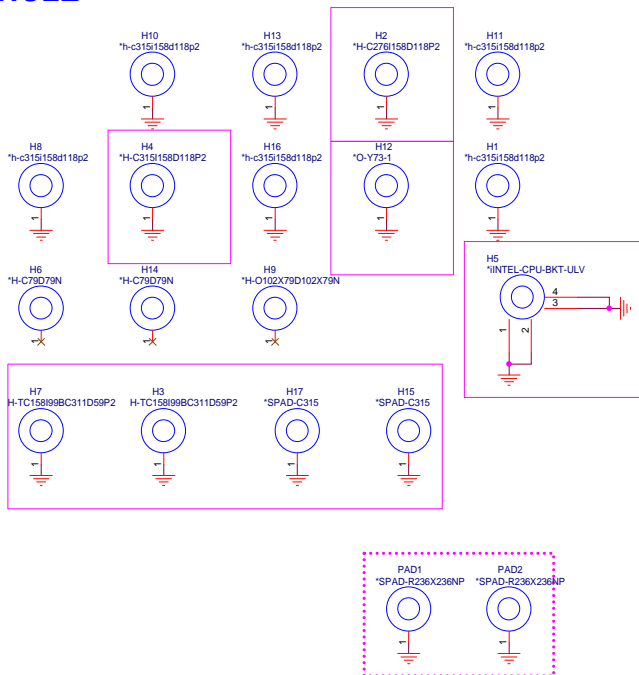 H10
*h-c315i158d118p2
1
H13
*h-c315i158d118p2
1
H2
*H-C276I158D118P2
1
H11
*h-c315i158d118p2
1
H8
*h-c315i158d118p2
1
H4
*H-C315I158D118P2
1
H16
*h-c315i158d118p2
1
H12
*O-Y73-1
1
H1
*h-c315i158d118p2
1
H6
*H-C79D79N
1
H14
*H-C79D79N
1
H9
*H-O102X79D102X79N
1
H5
*iINTEL-CPU-BKT-ULV
4
3
1
2
H7
H-TC158I99BC311D59P2
1
H3
H-TC158I99BC311D59P2
1
H17
*SPAD-C315
1
H15
*SPAD-C315
1
PAD1
*SPAD-R236X236NP
1
PAD2
*SPAD-R236X236NP
1